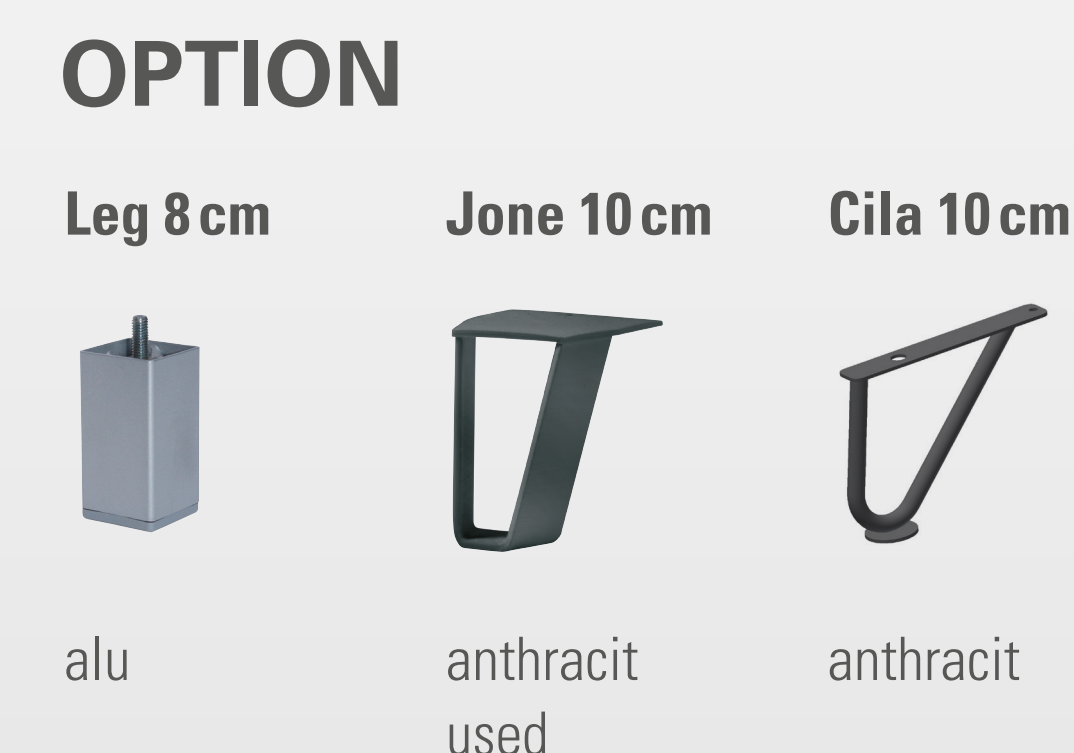 OPTION
Leg 8 cm
Jone 10 cm
Cila 10 cm
alu
anthracit
anthracit
used